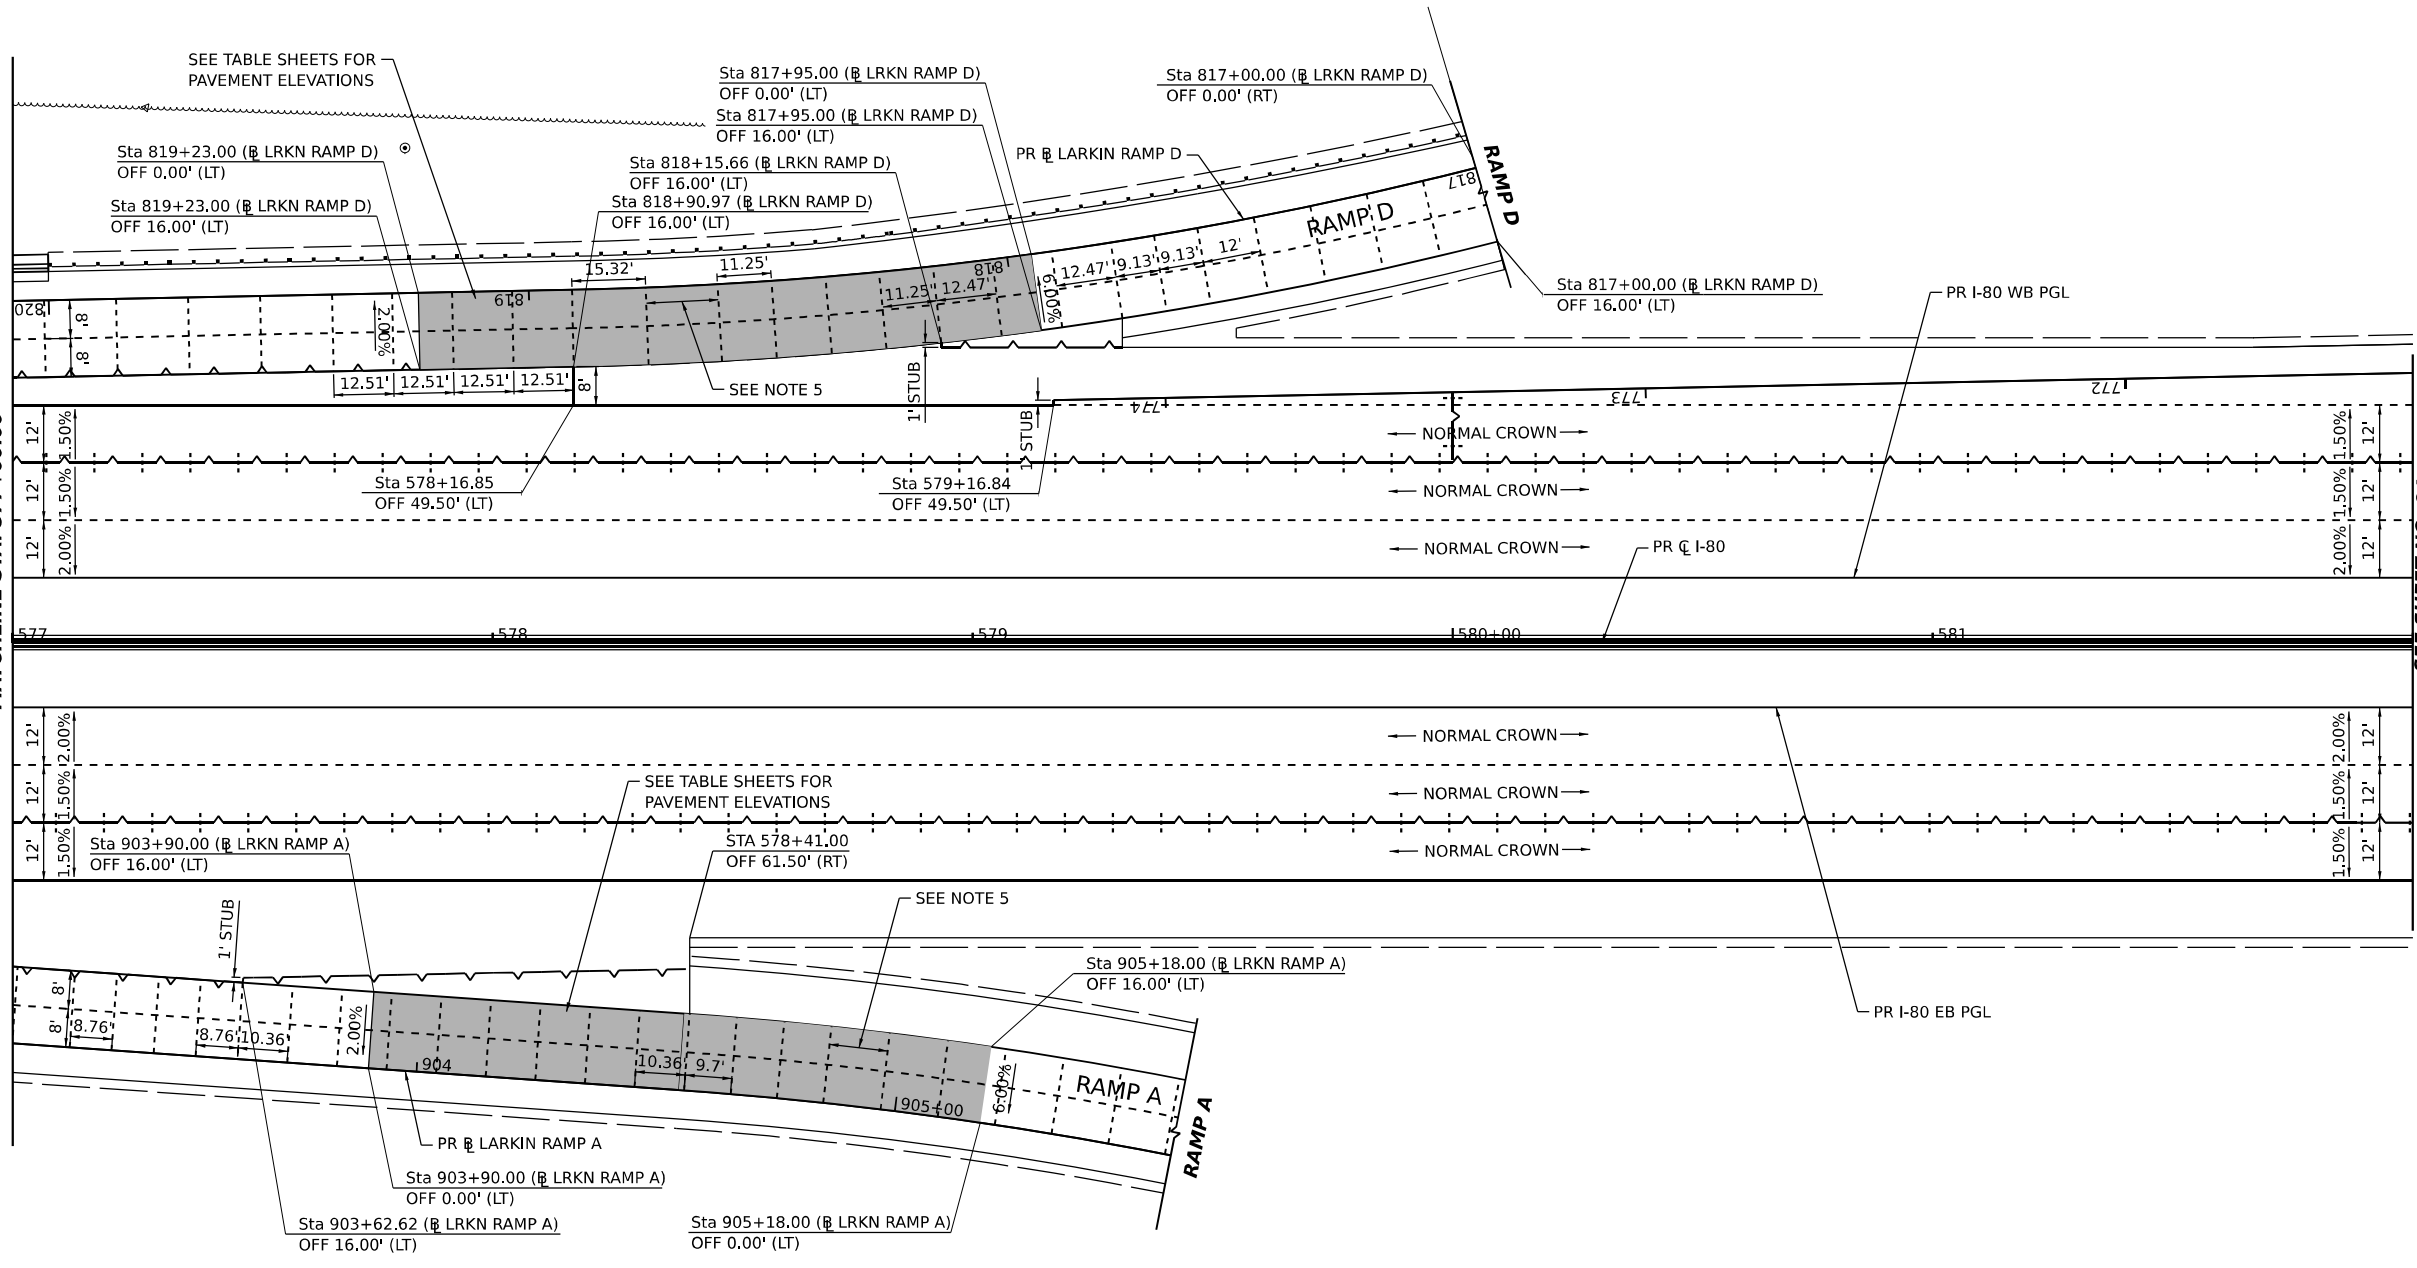 SEE TABLE SHEETS FOR
PAVEMENT ELEVATIONS
Sta 817+95.00 (℄ LRKN RAMP D)
OFF 0.00' (LT)
Sta 817+95.00 (℄ LRKN RAMP D)
OFF 16.00' (LT)
Sta 817+00.00 (℄ LRKN RAMP D)
OFF 0.00' (RT)
Sta 819+23.00 (℄ LRKN RAMP D)
OFF 0.00' (LT)
Sta 818+15.66 (℄ LRKN RAMP D)
OFF 16.00' (LT)
PR ℄ LARKIN RAMP D
Sta 819+23.00 (℄ LRKN RAMP D)
OFF 16.00' (LT)
Sta 818+90.97 (℄ LRKN RAMP D)
OFF 16.00' (LT)
817
RAMP D
RAMP D
15.32'
11.25'
818
11.25'
12.47'
6.00%
12.47'
9.13'
9.13'
12'
Sta 817+00.00 (℄ LRKN RAMP D)
OFF 16.00' (LT)
PR I-80 WB PGL
820
8'
8'
2.00%
819
12.51'
12.51'
12.51'
12.51'
8'
SEE NOTE 5
1' STUB
1' STUB
774
773
772
12'
1.50%
NORMAL CROWN
1.50%
12'
Sta 578+16.85
OFF 49.50' (LT)
Sta 579+16.84
OFF 49.50' (LT)
12'
1.50%
NORMAL CROWN
1.50%
12'
12'
2.00%
NORMAL CROWN
PR ℄ I-80
2.00%
12'
577
578
579
580+00
581
12'
2.00%
NORMAL CROWN
2.00%
12'
SEE TABLE SHEETS FOR
PAVEMENT ELEVATIONS
12'
1.50%
NORMAL CROWN
1.50%
12'
12'
1.50%
Sta 903+90.00 (℄ LRKN RAMP A)
OFF 16.00' (LT)
STA 578+41.00
OFF 61.50' (RT)
NORMAL CROWN
1.50%
12'
1' STUB
SEE NOTE 5
Sta 905+18.00 (℄ LRKN RAMP A)
OFF 16.00' (LT)
PR I-80 EB PGL
8'
8'
8.76'
8.76'
10.36'
2.00%
904
10.36'
9.7'
905+00
6.00%
RAMP A
RAMP A
PR ℄ LARKIN RAMP A
Sta 903+90.00 (℄ LRKN RAMP A)
OFF 0.00' (LT)
Sta 903+62.62 (℄ LRKN RAMP A)
OFF 16.00' (LT)
Sta 905+18.00 (℄ LRKN RAMP A)
OFF 0.00' (LT)